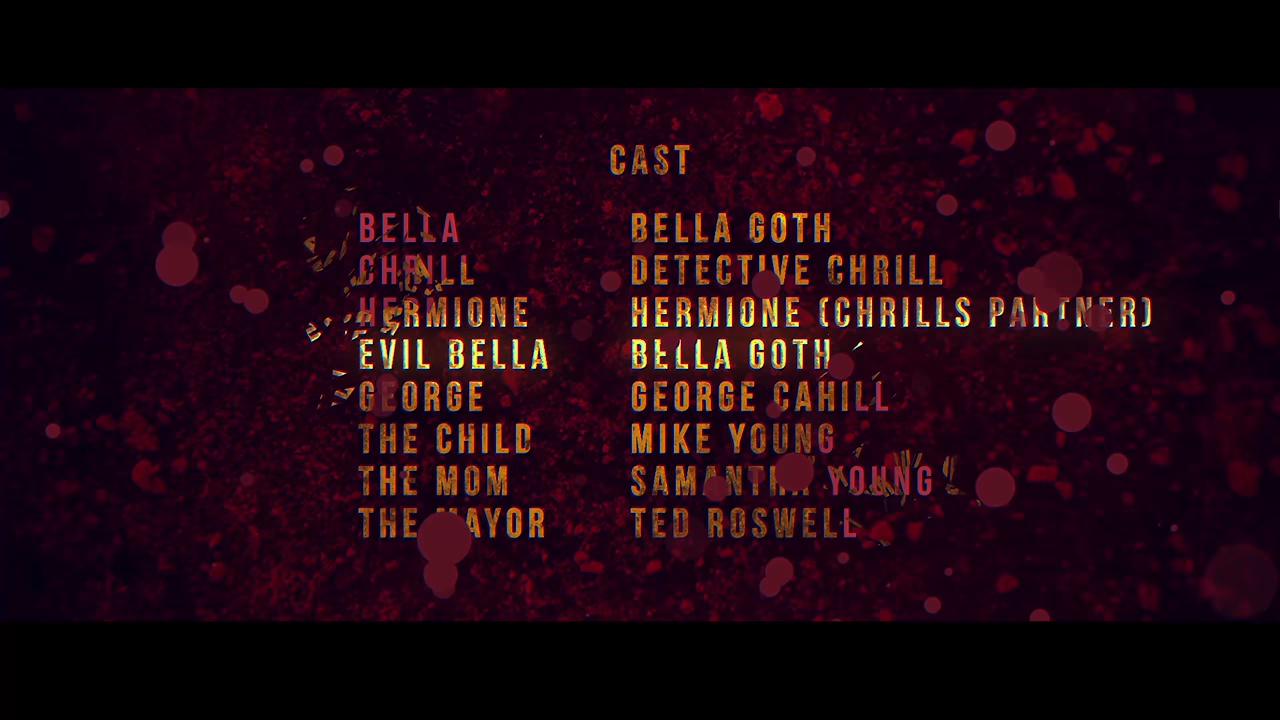 CAST
BELLA BELLA GOTH
CHRILL DETECTIVE CHRILL
HERMIONE HERMIONE (CHRILLS PARTNER)
EVIL BELLA BELLA GOTH
GEORGE GEORGE CAHILL
THE CHILD MIKE YOUNG
THE MOM SAMANTHA YOUNG
THE MAYOR TED ROSWELL